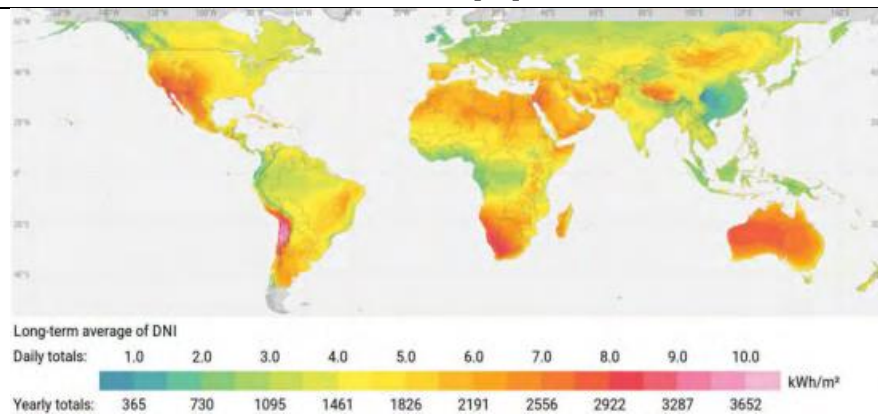 Long-term average of DNI
Daily totals: 1.0 2.0 3.0 4.0 5.0 6.0 7.0 8.0 9.0 10.0
kWh/m²
Yearly totals: 365 730 1095 1461 1826 2191 2556 2922 3287 3652